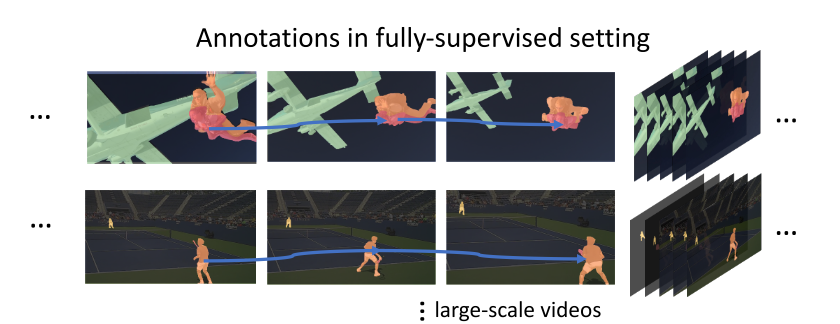 Annotations in fully-supervised setting
... ...
... ...
⋮ large-scale videos